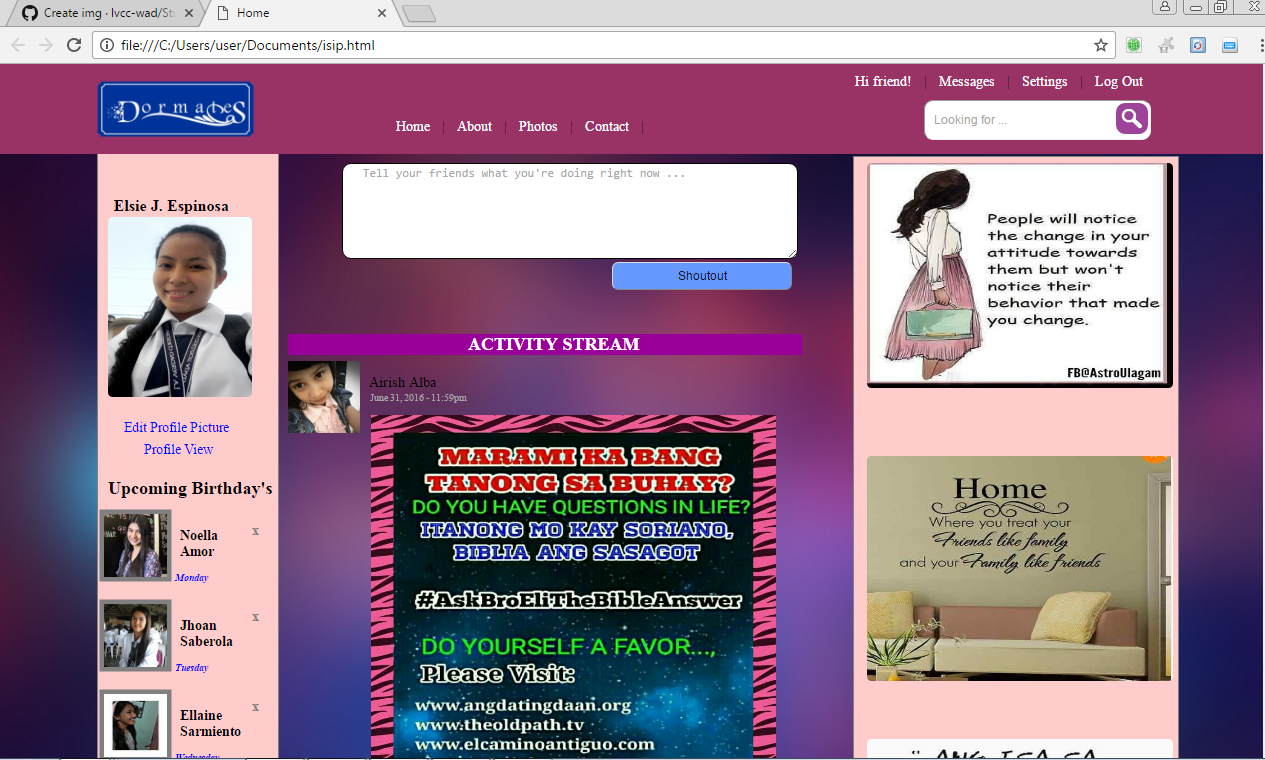 Create img · lvcc-wad/Stu
Home
file:///C:/Users/user/Documents/isip.html
Hi friend!
Messages
Settings
Log Out
DormateS
Home
About
Photos
Contact
Looking for ...
Elsie J. Espinosa
Edit Profile Picture
Profile View
Upcoming Birthday's
Noella
Amor
x
Monday
Jhoan
Saberola
x
Tuesday
Ellaine
Sarmiento
x
Wednesday
Tell your friends what you're doing right now ...
Shoutout
ACTIVITY STREAM
Airish Alba
June 31, 2016 - 11:59pm
MARAMI KA BANG
TANONG SA BUHAY?
DO YOU HAVE QUESTIONS IN LIFE?
ITANONG MO KAY SORIANO,
BIBLIA ANG SASAGOT
#AskBroEliTheBibleAnswer
DO YOURSELF A FAVOR...,
Please Visit:
www.angdatingdaan.org
www.theoldpath.tv
www.elcaminoantiguo.com
People will notice
the change in your
attitude towards
them but won't
notice their
behavior that made
you change.
FB@AstroUlagam
Home
Where you treat your
Friends like family
and your Family like friends
" ANG ISA SA